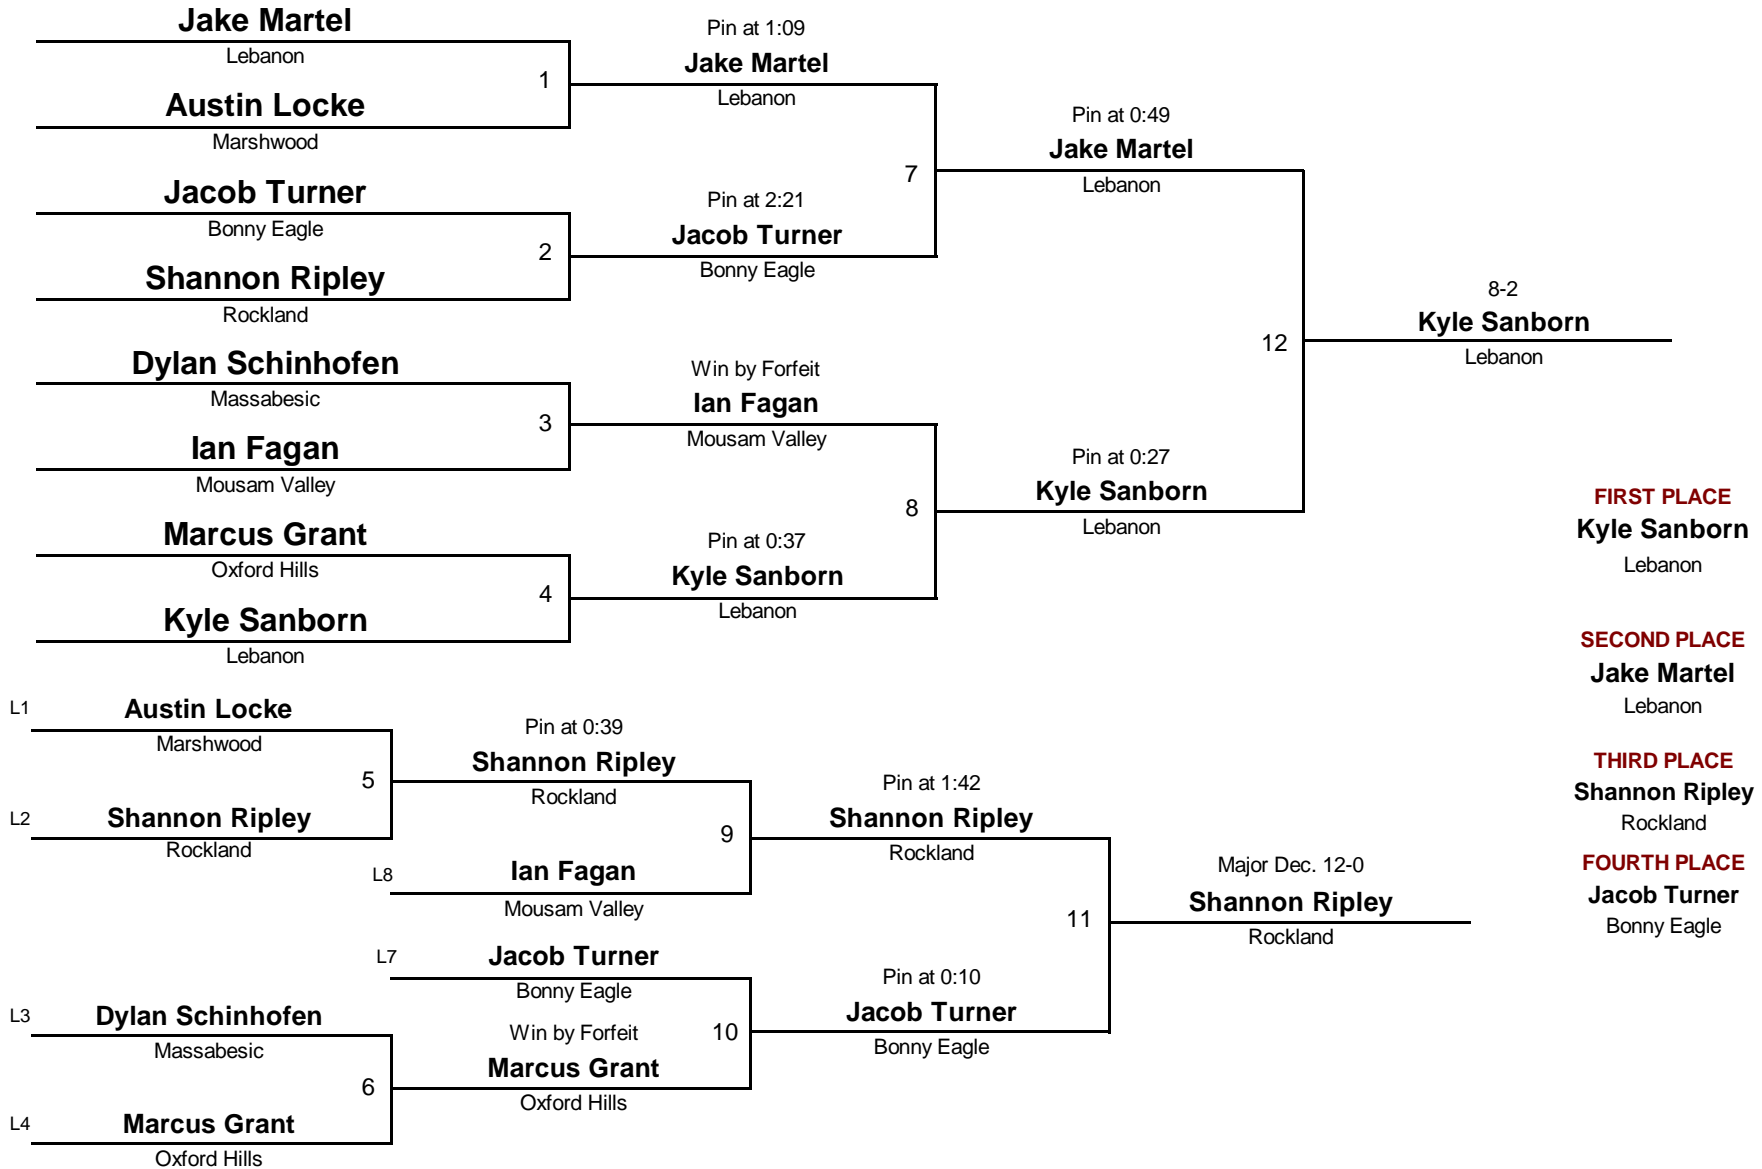 Jake Martel
Lebanon
1
Austin Locke
Marshwood
Jacob Turner
Bonny Eagle
2
Shannon Ripley
Rockland
Dylan Schinhofen
Massabesic
3
Ian Fagan
Mousam Valley
Marcus Grant
Oxford Hills
4
Kyle Sanborn
Lebanon
Pin at 1:09
Jake Martel
Lebanon
7
Pin at 2:21
Jacob Turner
Bonny Eagle
Win by Forfeit
Ian Fagan
Mousam Valley
8
Pin at 0:37
Kyle Sanborn
Lebanon
Pin at 0:49
Jake Martel
Lebanon
12
Pin at 0:27
Kyle Sanborn
Lebanon
8-2
Kyle Sanborn
Lebanon
L1
Austin Locke
Marshwood
5
L2
Shannon Ripley
Rockland
L3
Dylan Schinhofen
Massabesic
6
L4
Marcus Grant
Oxford Hills
Pin at 0:39
Shannon Ripley
Rockland
9
L8
Ian Fagan
Mousam Valley
L7
Jacob Turner
Bonny Eagle
10
Win by Forfeit
Marcus Grant
Oxford Hills
Pin at 1:42
Shannon Ripley
Rockland
11
Pin at 0:10
Jacob Turner
Bonny Eagle
Major Dec. 12-0
Shannon Ripley
Rockland
FIRST PLACE
Kyle Sanborn
Lebanon
SECOND PLACE
Jake Martel
Lebanon
THIRD PLACE
Shannon Ripley
Rockland
FOURTH PLACE
Jacob Turner
Bonny Eagle